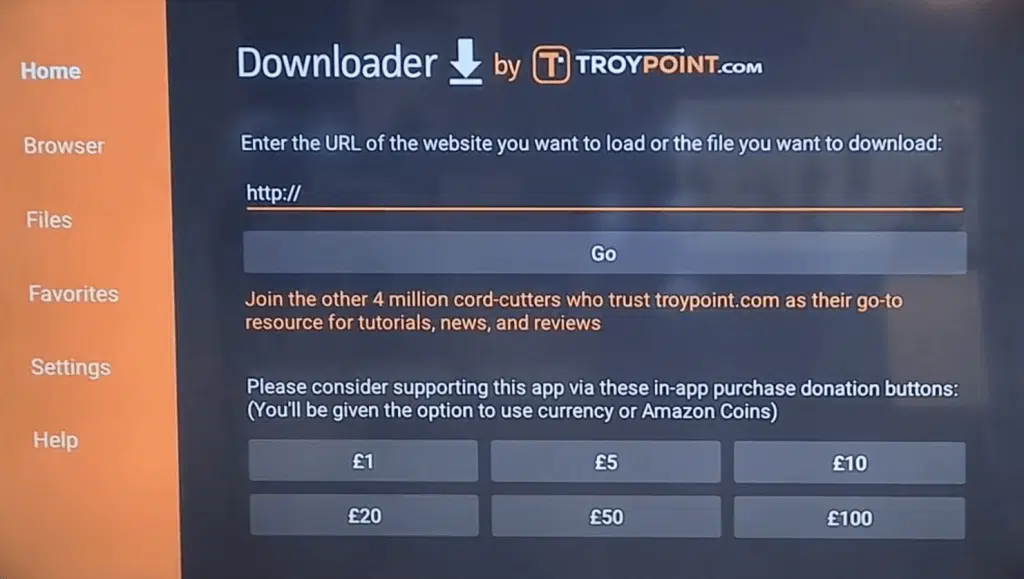 Home
Browser
Files
Favorites
Settings
Help
Downloader by TROYPOINT.COM
Enter the URL of the website you want to load or the file you want to download:
http://
Go
Join the other 4 million cord-cutters who trust troypoint.com as their go-to
resource for tutorials, news, and reviews
Please consider supporting this app via these in-app purchase donation buttons:
(You'll be given the option to use currency or Amazon Coins)
£1 £5 £10
£20 £50 £100